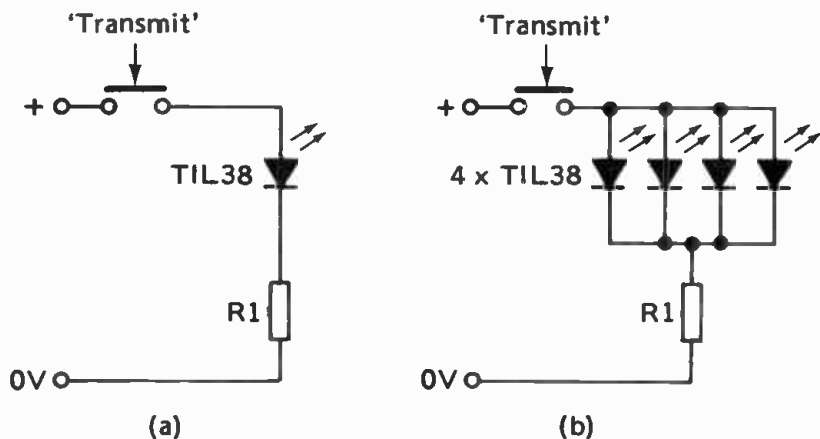 'Transmit'
+
TIL38
R1
0V
(a)
'Transmit'
+
4 x TIL38
R1
0V
(b)